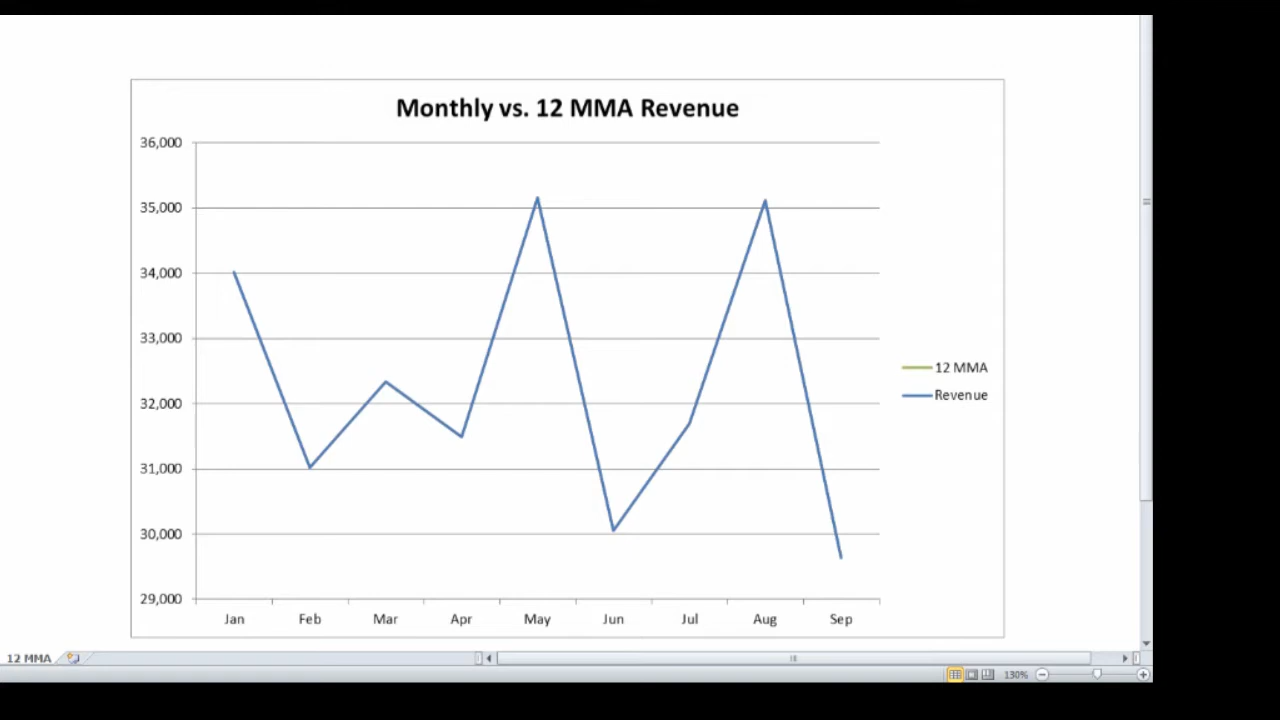 Monthly vs. 12 MMA Revenue
36,000
35,000
34,000
33,000
32,000
31,000
30,000
29,000
Jan Feb Mar Apr May Jun Jul Aug Sep
12 MMA
Revenue
12 MMA
130%